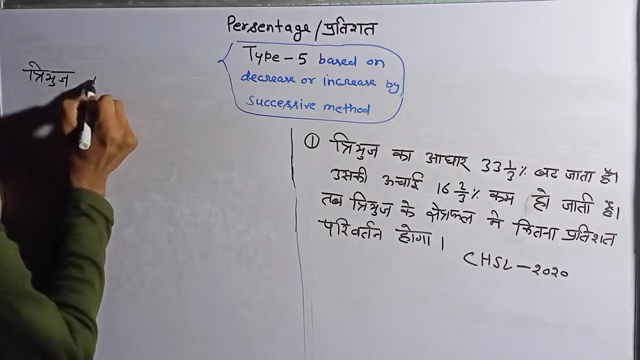 Persentage/प्रतिशत
Type-5 based on
decrease or increase by
successive method
त्रिभुज
① त्रिभुज का आधार 33 1/3 % बढ जाता है।
उसकी ऊचाई 16 2/3 % कम हो जाती है।
तब त्रिभुज के क्षेत्रफल मे कितना प्रतिशत
परिवर्तन होगा।
CHSL-2020